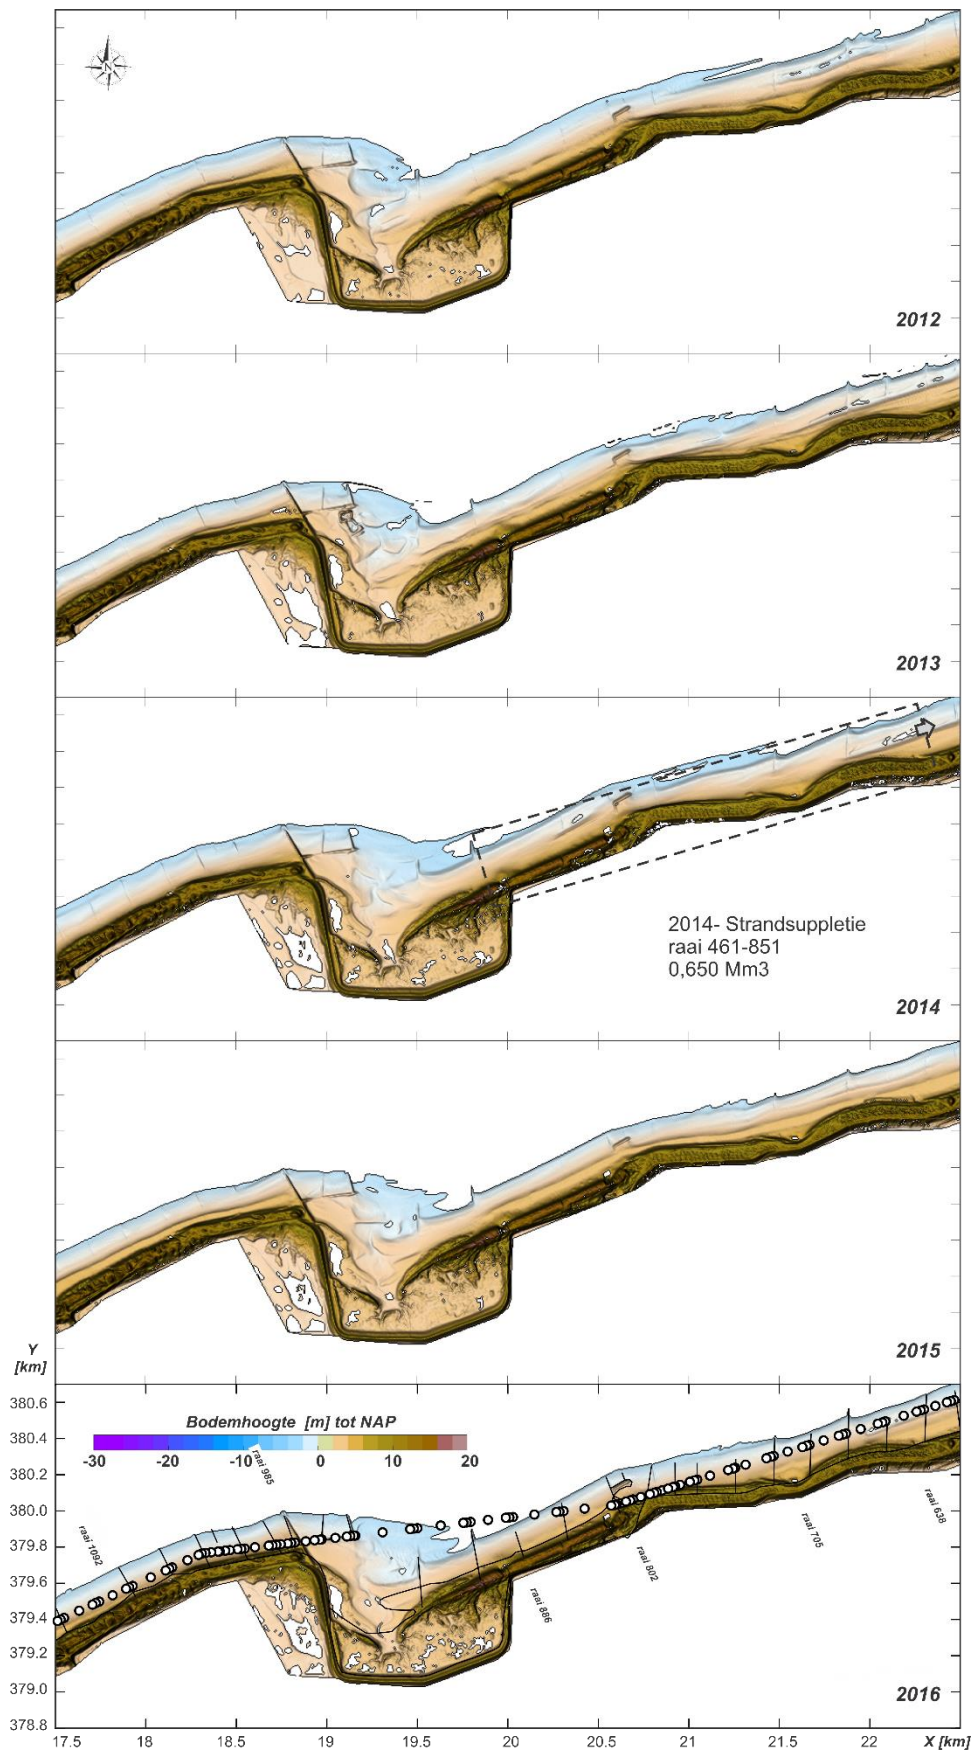 N
2012
2013
2014- Strandsuppletie
raai 461-851
0,650 Mm3
2014
2015
Y
[km]
380.6
380.4
380.2
380.0
379.8
379.6
379.4
379.2
379.0
378.8
Bodemhoogte [m] tot NAP
-30 -20 -10 0 10 20
raai 985
raai 1092
raai 886
raai 802
raai 705
raai 638
2016
17.5 18 18.5 19 19.5 20 20.5 21 21.5 22 X [km]